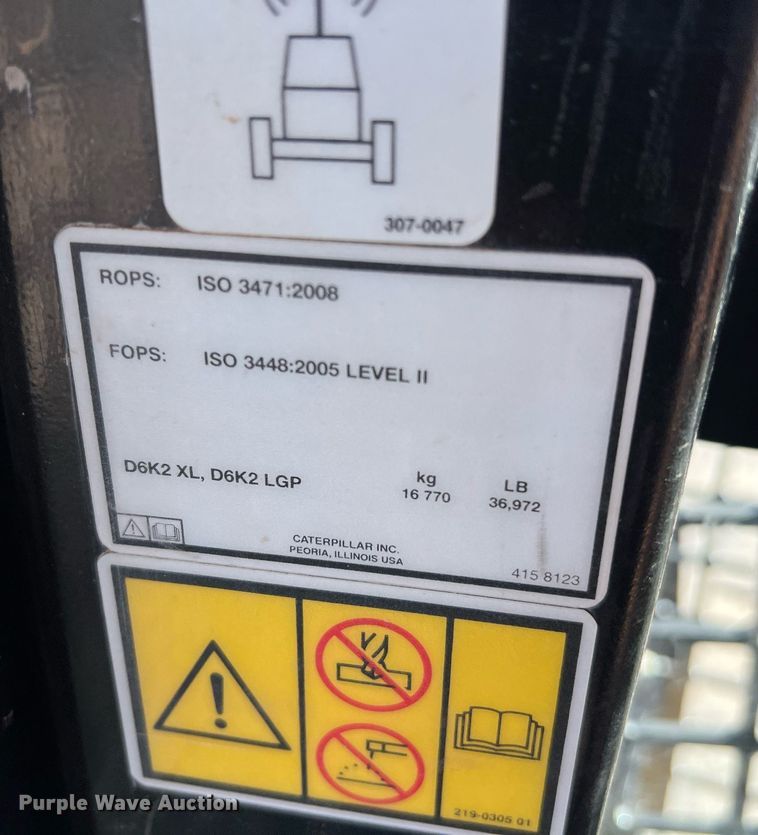 307-0047
ROPS: ISO 3471:2008
FOPS: ISO 3448:2005 LEVEL II
kg LB
D6K2 XL, D6K2 LGP 16 770 36,972
CATERPILLAR INC.
PEORIA, ILLINOIS USA
415 8123
219-0305 01
Purple Wave Auction